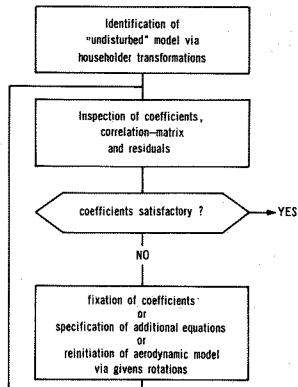 Identification of
"undisturbed" model via
householder transformations
Inspection of coefficients,
correlation-matrix
and residuals
coefficients satisfactory ?
YES
NO
fixation of coefficients
or
specification of additional equations
or
reinitiation of aerodynamic model
via givens rotations